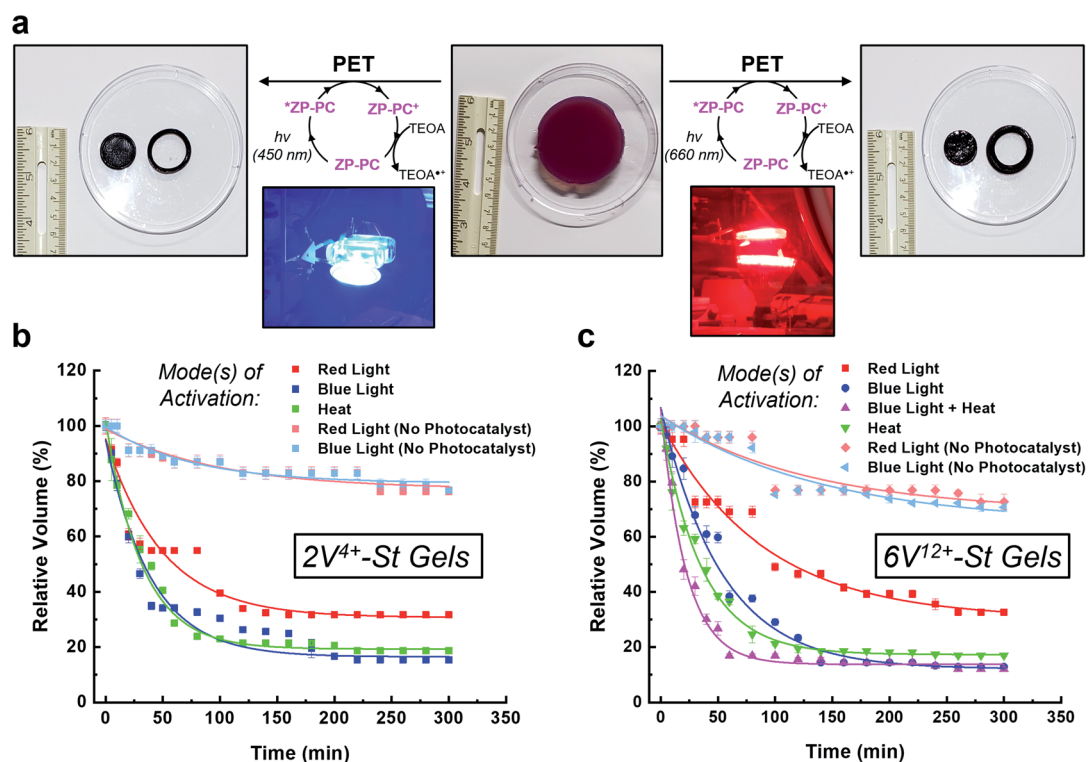 a
PET
*ZP-PC
ZP-PC⁺
TEOA
hv
(450 nm)
ZP-PC
TEOA•⁺
PET
*ZP-PC
ZP-PC⁺
TEOA
hv
(660 nm)
ZP-PC
TEOA•⁺
b
Mode(s) of
Activation:
Red Light
Blue Light
Heat
Red Light (No Photocatalyst)
Blue Light (No Photocatalyst)
2V⁴⁺-St Gels
Relative Volume (%)
120
100
80
60
40
20
0
0 50 100 150 200 250 300 350
Time (min)
c
Mode(s) of
Activation:
Red Light
Blue Light
Blue Light + Heat
Heat
Red Light (No Photocatalyst)
Blue Light (No Photocatalyst)
6V¹²⁺-St Gels
Relative Volume (%)
120
100
80
60
40
20
0
0 50 100 150 200 250 300 350
Time (min)